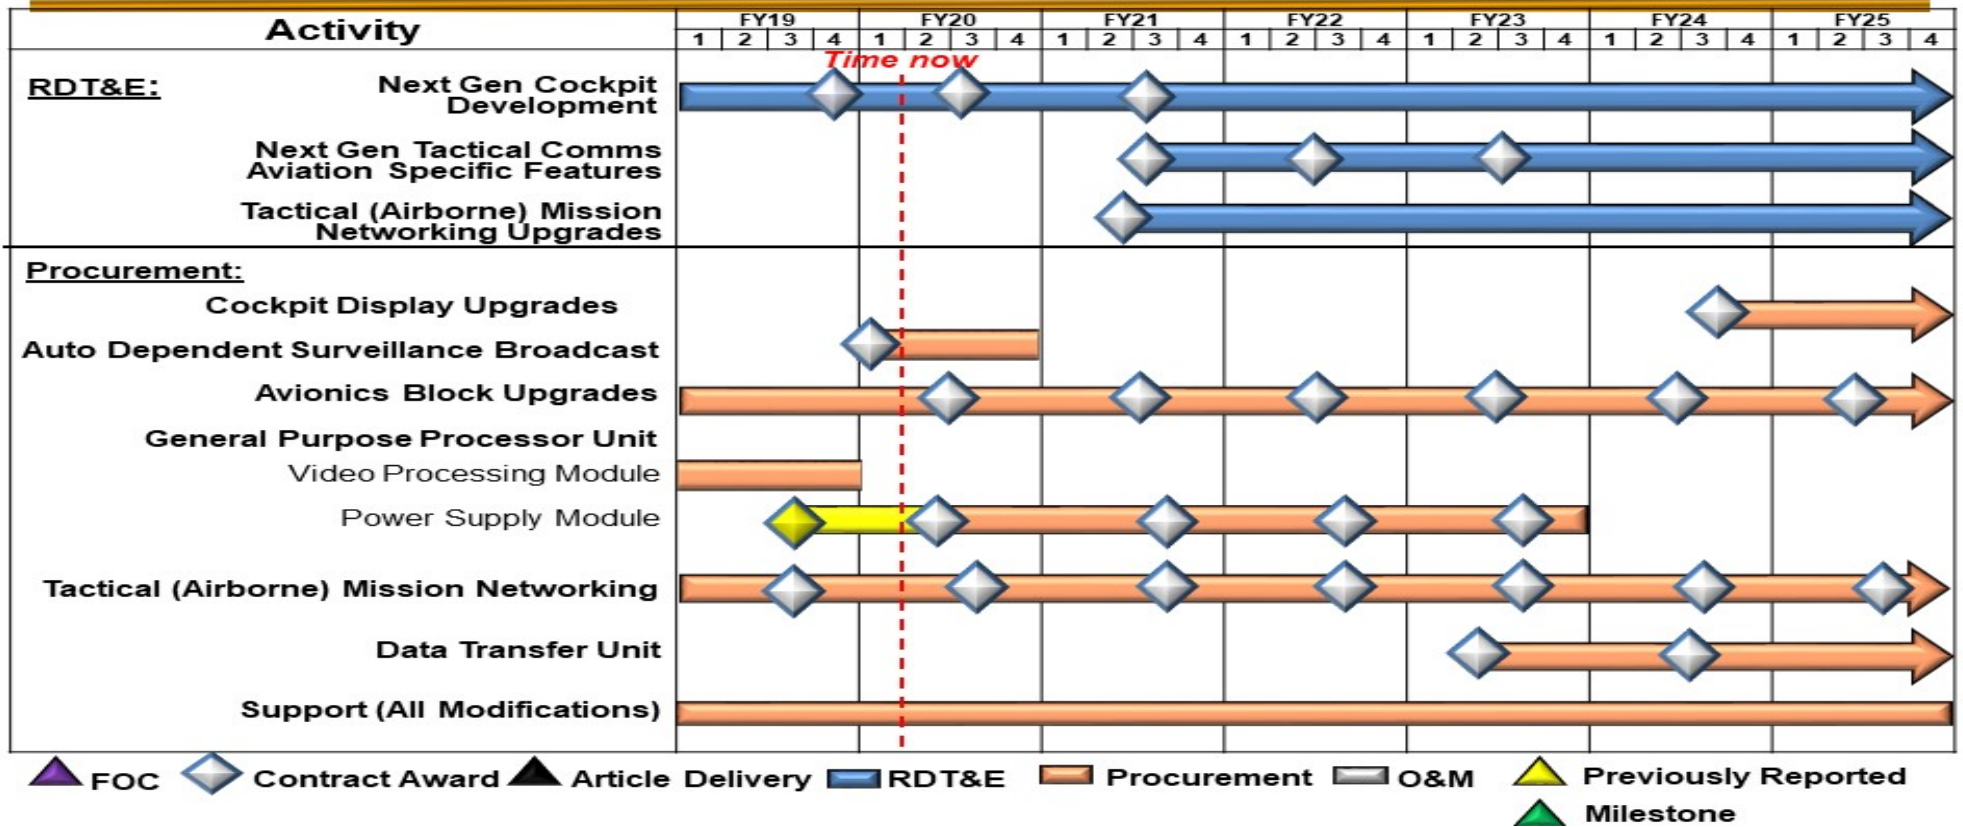 Activity
FY19 FY20 FY21 FY22 FY23 FY24 FY25
1 2 3 4 1 2 3 4 1 2 3 4 1 2 3 4 1 2 3 4 1 2 3 4 1 2 3 4
Time now
RDT&E:
Next Gen Cockpit
Development
Next Gen Tactical Comms
Aviation Specific Features
Tactical (Airborne) Mission
Networking Upgrades
Procurement:
Cockpit Display Upgrades
Auto Dependent Surveillance Broadcast
Avionics Block Upgrades
General Purpose Processor Unit
Video Processing Module
Power Supply Module
Tactical (Airborne) Mission Networking
Data Transfer Unit
Support (All Modifications)
FOC Contract Award Article Delivery RDT&E Procurement O&M Previously Reported
Milestone